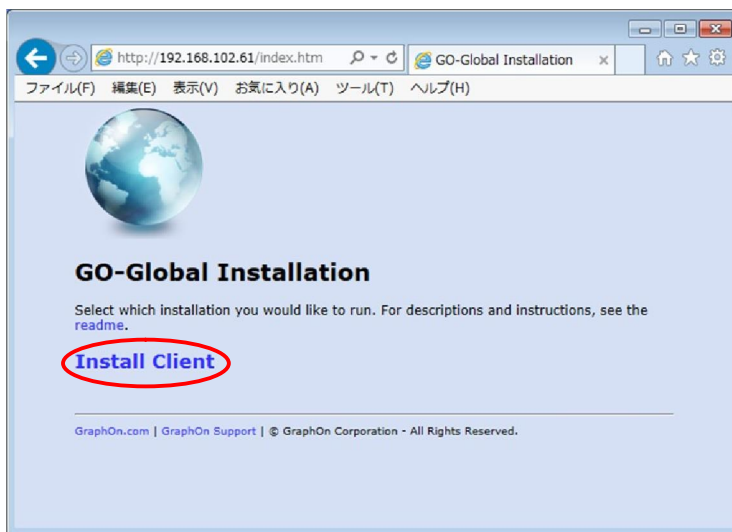 http://192.168.102.61/index.htm
GO-Global Installation
ファイル(F) 編集(E) 表示(V) お気に入り(A) ツール(T) ヘルプ(H)
GO-Global Installation
Select which installation you would like to run. For descriptions and instructions, see the
readme.
Install Client
GraphOn.com | GraphOn Support | © GraphOn Corporation - All Rights Reserved.